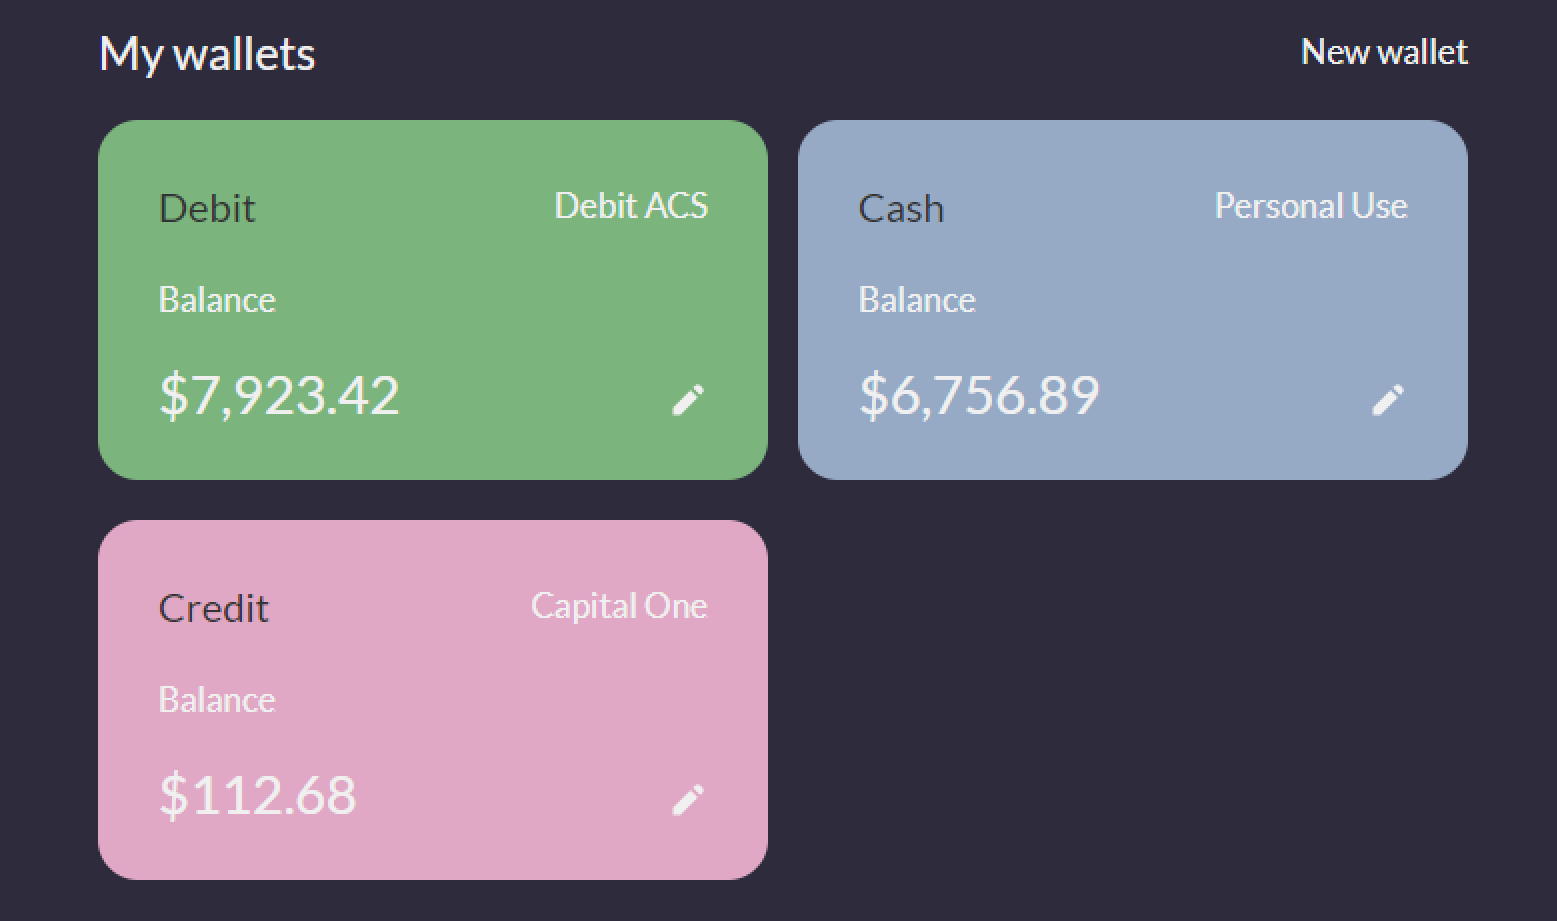 My wallets
New wallet
Debit
Debit ACS
Balance
$7,923.42
Cash
Personal Use
Balance
$6,756.89
Credit
Capital One
Balance
$112.68